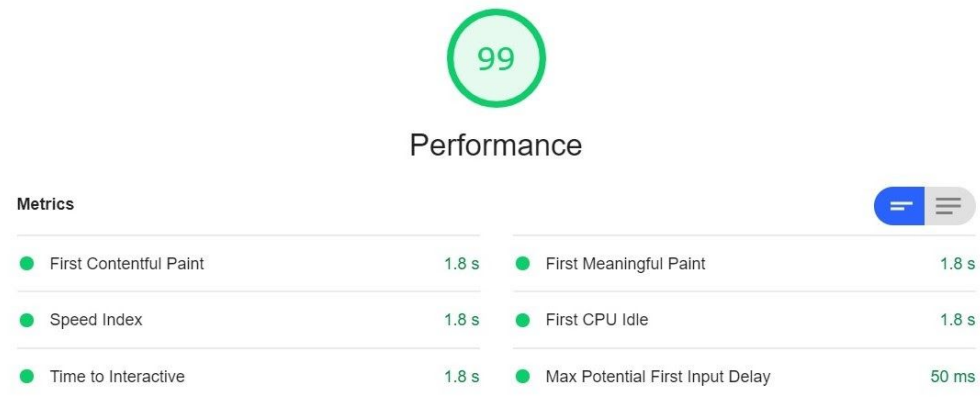 99
Performance
Metrics
First Contentful Paint 1.8 s
First Meaningful Paint 1.8 s
Speed Index 1.8 s
First CPU Idle 1.8 s
Time to Interactive 1.8 s
Max Potential First Input Delay 50 ms